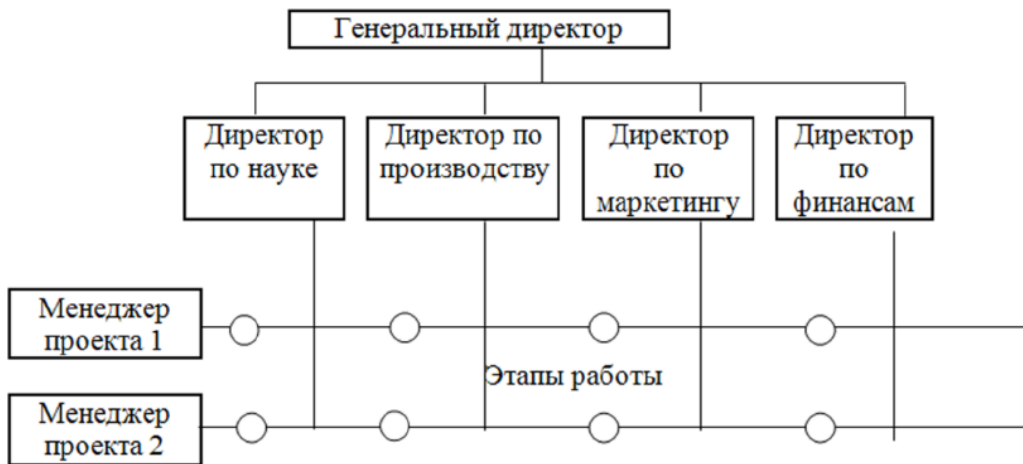 Генеральный директор
Директор
по науке
Директор по
производству
Директор
по
маркетингу
Директор
по
финансам
Менеджер
проекта 1
Этапы работы
Менеджер
проекта 2